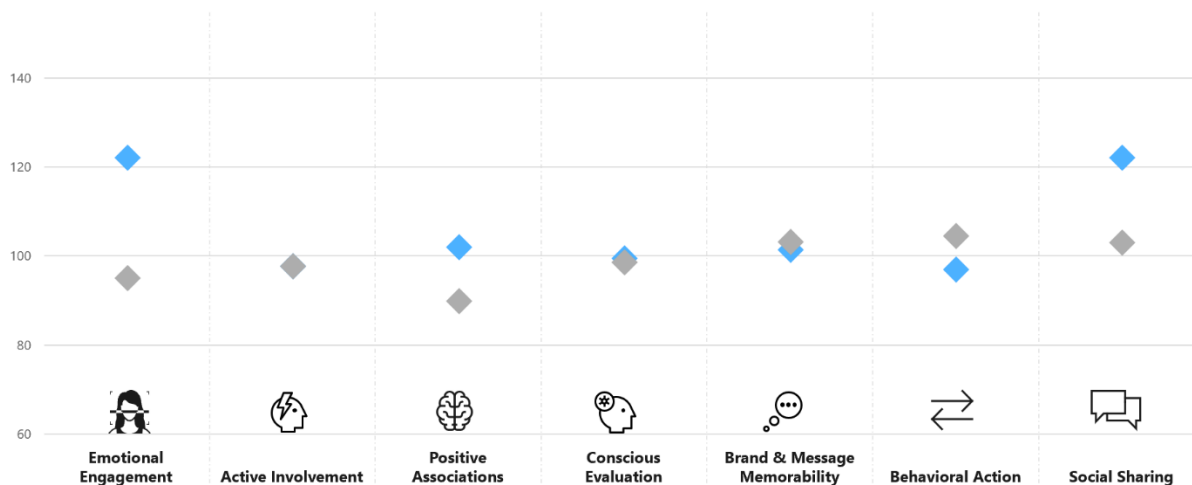 140
120
100
80
60
Emotional
Engagement
Active Involvement
Positive
Associations
Conscious
Evaluation
Brand & Message
Memorability
Behavioral Action
Social Sharing